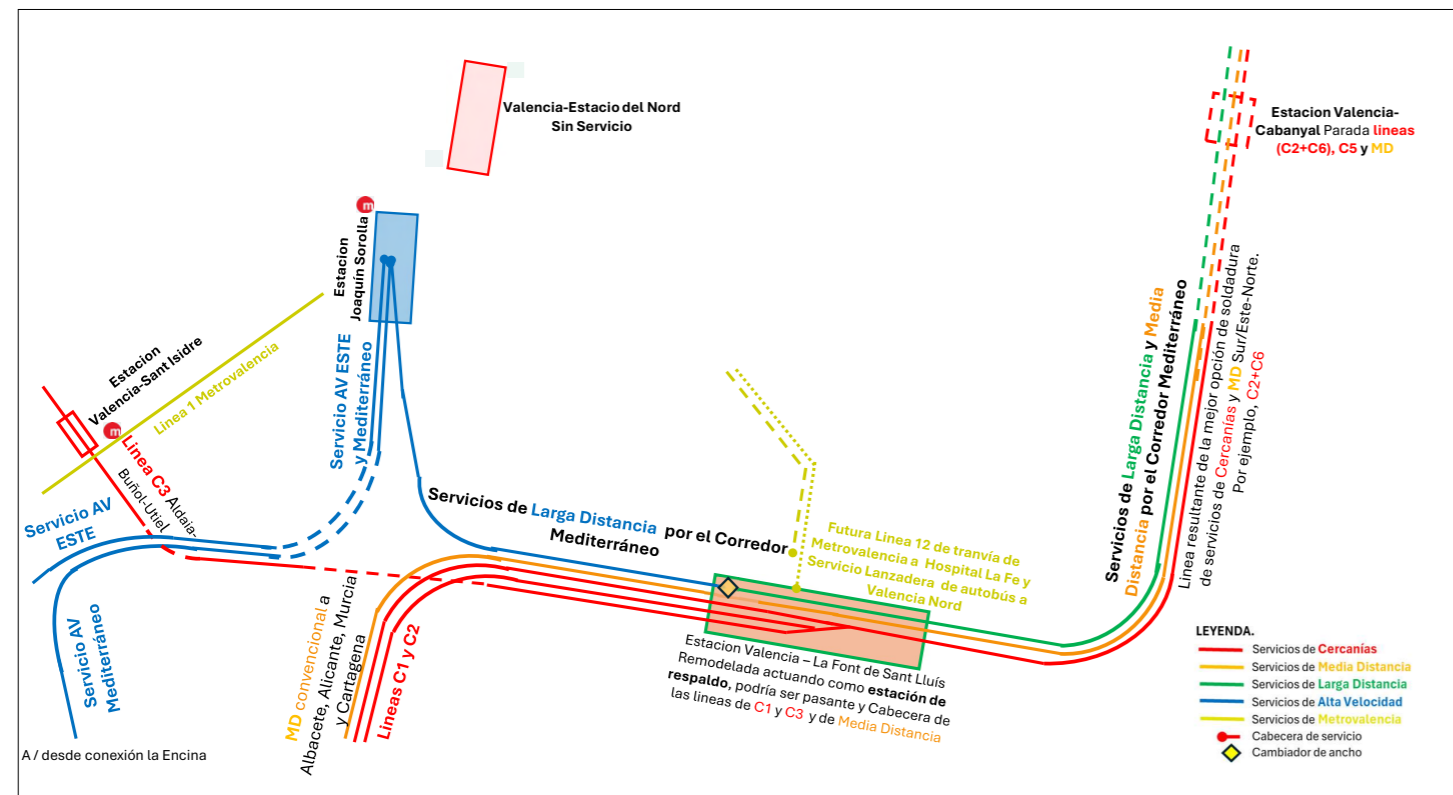 Valencia-Estacio del Nord
Sin Servicio
Estacion Valencia-
Cabanyal Parada lineas
(C2+C6), C5 y MD
m
Estacion
Joaquín Sorolla
Estacion
Valencia-Sant Isidre
m
Linea 1 Metrovalencia
Linea C3 Aldaia-
Buñol-Utiel
Servicio AV ESTE
y Mediterráneo
Servicio AV
ESTE
Servicio AV
Mediterráneo
A / desde conexión la Encina
MD convencional a
Albacete, Alicante, Murcia
y Cartagena
Lineas C1 y C2
Servicios de Larga Distancia por el Corredor
Mediterráneo
Futura Linea 12 de tranvía de
Metrovalencia a Hospital La Fe y
Servicio Lanzadera de autobús a
Valencia Nord
Estacion Valencia – La Font de Sant Lluís
Remodelada actuando como estación de
respaldo, podría ser pasante y Cabecera de
las lineas de C1 y C3 y de Media Distancia
Servicios de Larga Distancia y Media
Distancia por el Corredor Mediterráneo
Linea resultante de la mejor opción de soldadura
de servicios de Cercanías y MD Sur/Este-Norte.
Por ejemplo, C2+C6
LEYENDA.
Servicios de Cercanías
Servicios de Media Distancia
Servicios de Larga Distancia
Servicios de Alta Velocidad
Servicios de Metrovalencia
Cabecera de servicio
Cambiador de ancho